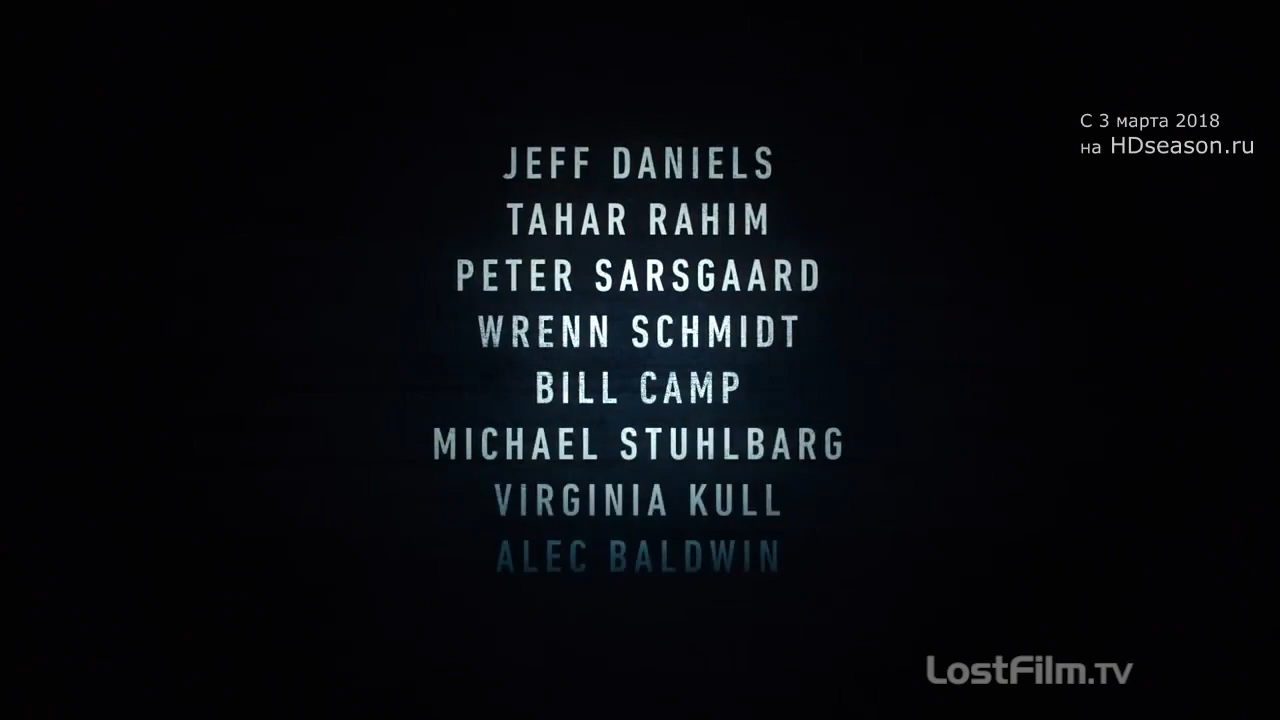 С 3 марта 2018
на HDseason.ru
JEFF DANIELS
TAHAR RAHIM
PETER SARSGAARD
WRENN SCHMIDT
BILL CAMP
MICHAEL STUHLBARG
VIRGINIA KULL
ALEC BALDWIN
LostFilm.TV